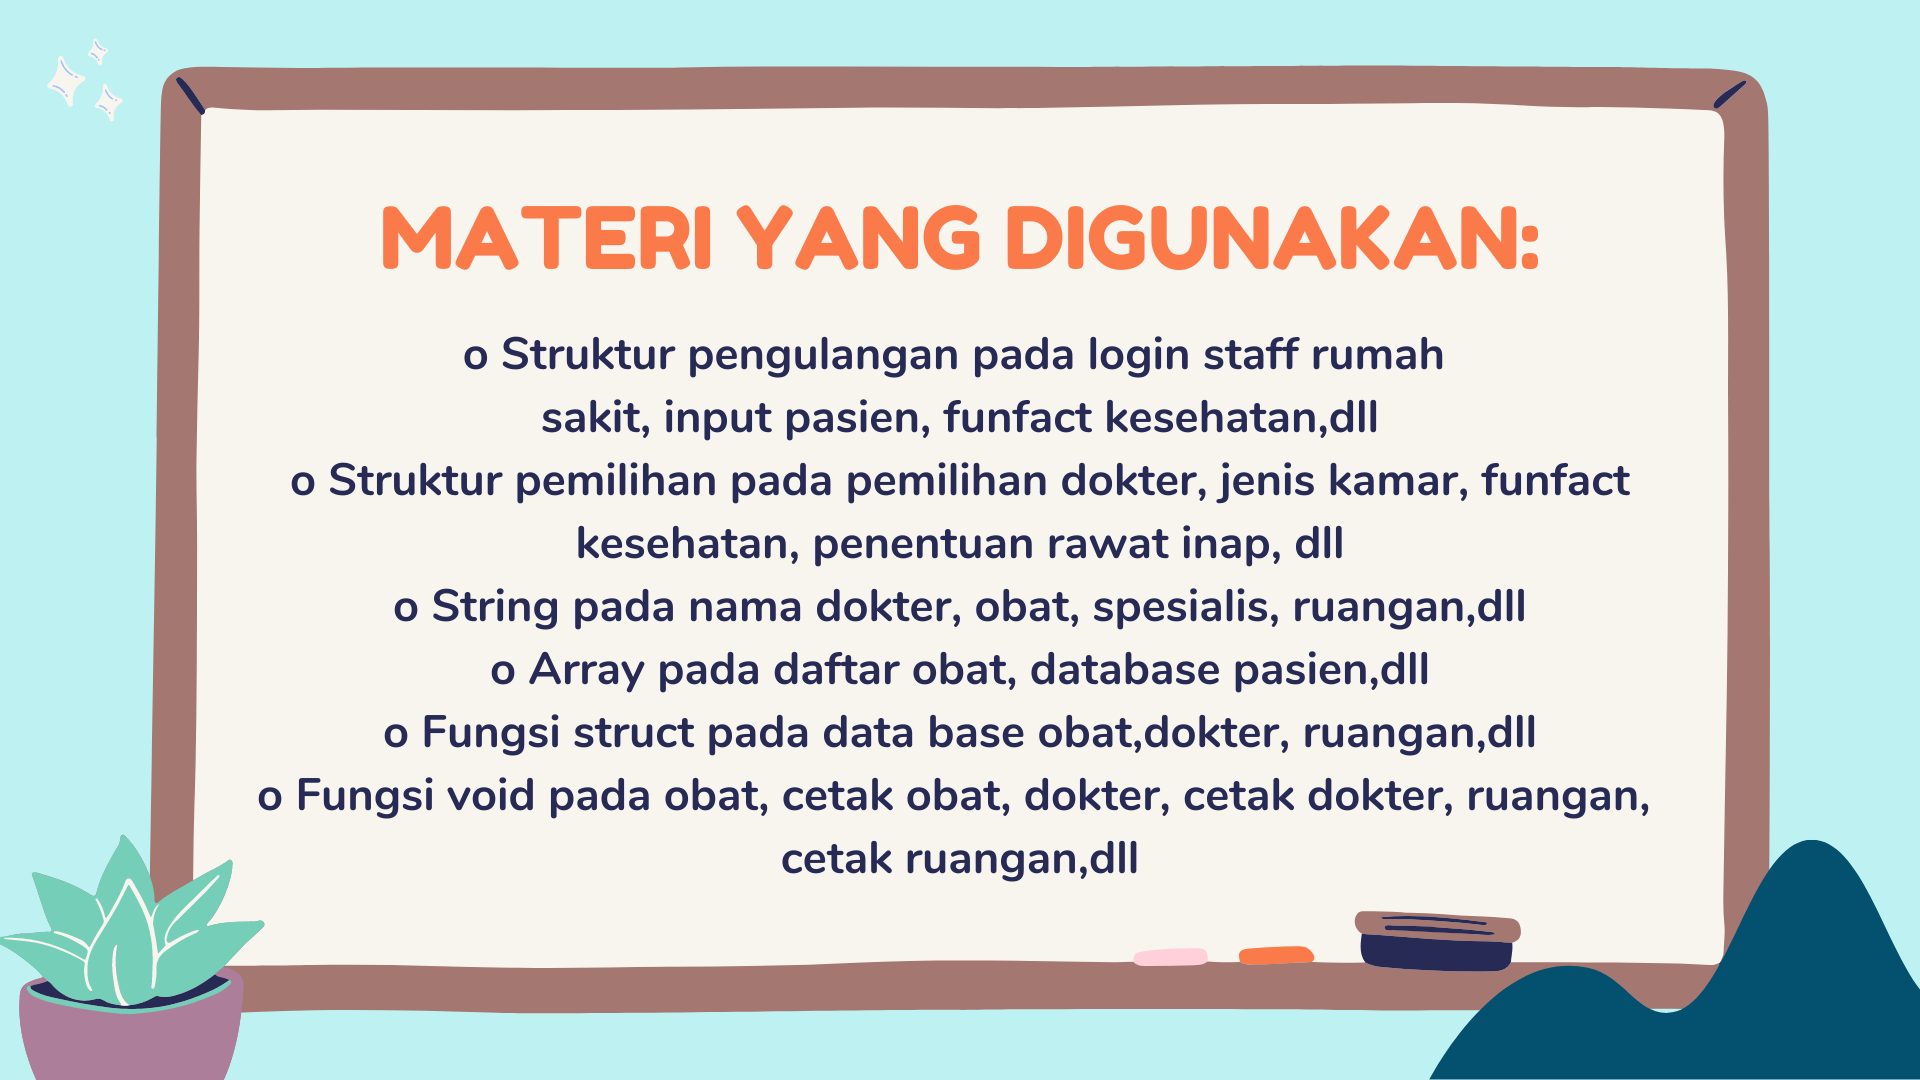 MATERI YANG DIGUNAKAN:
o Struktur pengulangan pada login staff rumah
sakit, input pasien, funfact kesehatan,dll
o Struktur pemilihan pada pemilihan dokter, jenis kamar, funfact
kesehatan, penentuan rawat inap, dll
o String pada nama dokter, obat, spesialis, ruangan,dll
o Array pada daftar obat, database pasien,dll
o Fungsi struct pada data base obat,dokter, ruangan,dll
o Fungsi void pada obat, cetak obat, dokter, cetak dokter, ruangan,
cetak ruangan,dll